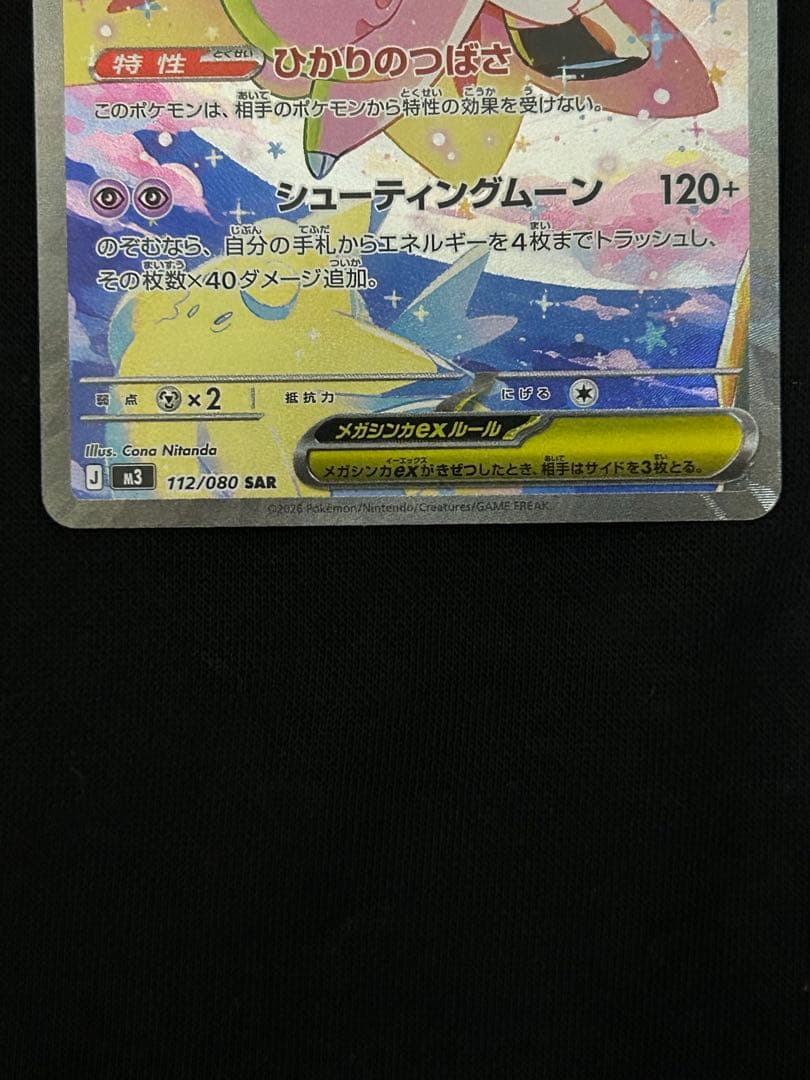 特性 とくせい ひかりのつばさ
このポケモンは、相手のポケモンから特性の効果を受けない。
シューティングムーン 120+
のぞむなら、自分の手札からエネルギーを4枚までトラッシュし、
その枚数×40ダメージ追加。
弱点 ×2 抵抗力 にげる
メガシンカexルール
メガシンカexがきぜつしたとき、相手はサイドを3枚とる。
Illus. Cona Nitanda
J M3 112/080 SAR
©2026 Pokémon/Nintendo/Creatures/GAME FREAK.